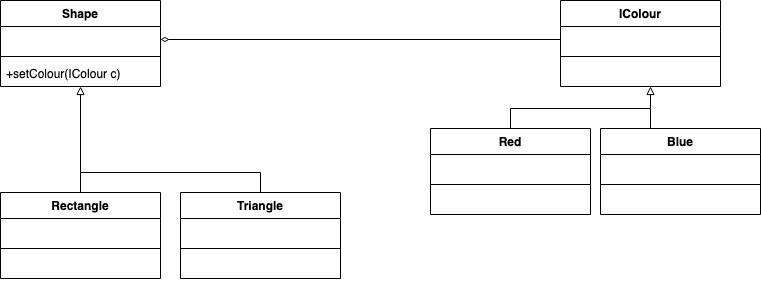 Shape
IColour
+setColour(IColour c)
Red
Blue
Rectangle
Triangle